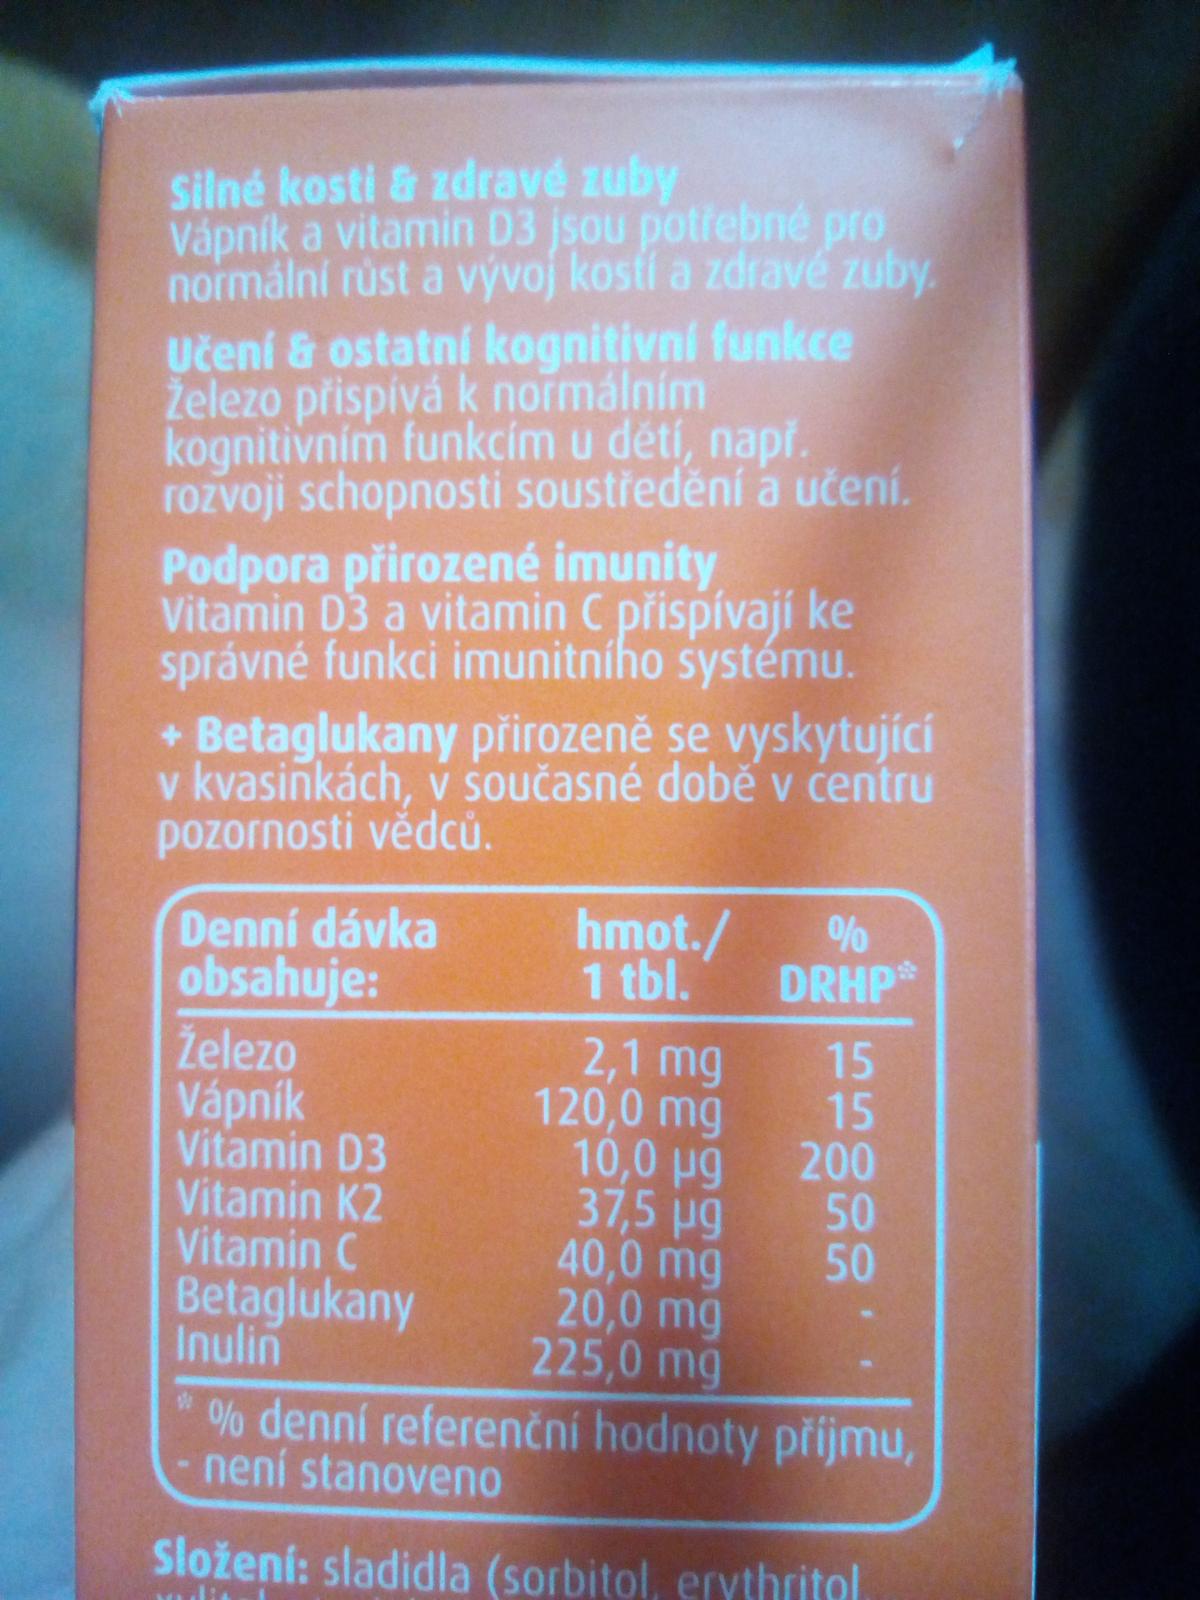 Silné kosti & zdravé zuby
Vápník a vitamin D3 jsou potřebné pro
normální růst a vývoj kostí a zdravé zuby.
Učení & ostatní kognitivní funkce
Železo přispívá k normálním
kognitivním funkcím u dětí, např.
rozvoji schopnosti soustředění a učení.
Podpora přirozené imunity
Vitamin D3 a vitamin C přispívají ke
správné funkci imunitního systému.
+ Betaglukany přirozeně se vyskytující
v kvasinkách, v současné době v centru
pozornosti vědců.
Denní dávka hmot./ %
obsahuje: 1 tbl. DRHP*
Železo 2,1 mg 15
Vápník 120,0 mg 15
Vitamin D3 10,0 µg 200
Vitamin K2 37,5 µg 50
Vitamin C 40,0 mg 50
Betaglukany 20,0 mg -
Inulin 225,0 mg -
* % denní referenční hodnoty příjmu,
- není stanoveno
Složení: sladidla (sorbitol, erythritol,